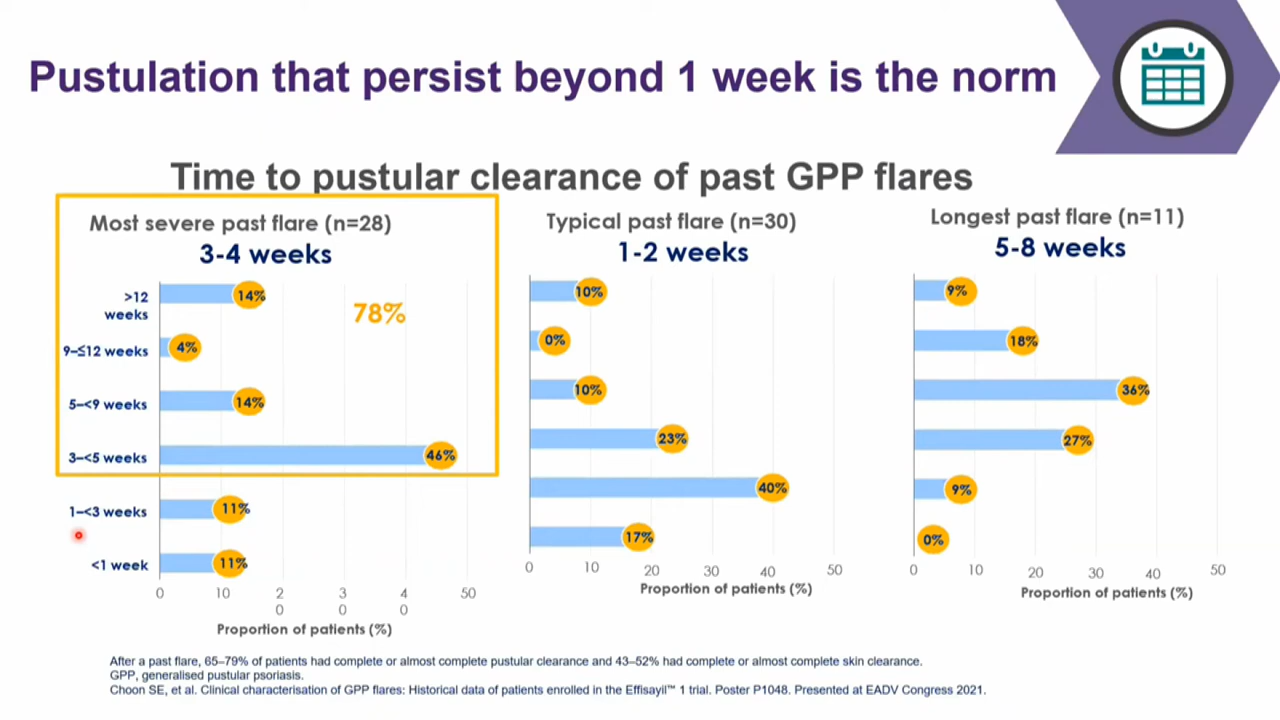 Pustulation that persist beyond 1 week is the norm
Time to pustular clearance of past GPP flares
Most severe past flare (n=28)
3-4 weeks
>12
weeks
14%
78%
9–≤12 weeks
4%
5–<9 weeks
14%
3–<5 weeks
46%
1–<3 weeks
11%
<1 week
11%
0 10 2 3 4 50
0 0 0
Proportion of patients (%)
Typical past flare (n=30)
1-2 weeks
10%
0%
10%
23%
40%
17%
0 10 20 30 40 50
Proportion of patients (%)
Longest past flare (n=11)
5-8 weeks
9%
18%
36%
27%
9%
0%
0 10 20 30 40 50
Proportion of patients (%)
After a past flare, 65–79% of patients had complete or almost complete pustular clearance and 43–52% had complete or almost complete skin clearance.
GPP, generalised pustular psoriasis.
Choon SE, et al. Clinical characterisation of GPP flares: Historical data of patients enrolled in the Effisayil™ 1 trial. Poster P1048. Presented at EADV Congress 2021.